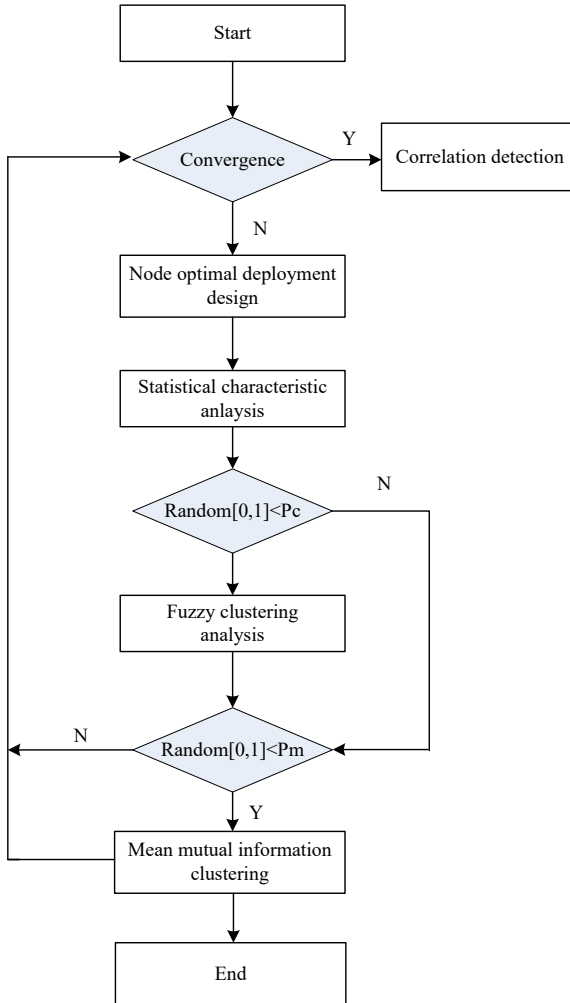 Start
Convergence
Y
Correlation detection
N
Node optimal deployment
design
Statistical characteristic
anlaysis
N
Random[0,1]<Pc
Fuzzy clustering
analysis
N
Random[0,1]<Pm
Y
Mean mutual information
clustering
End